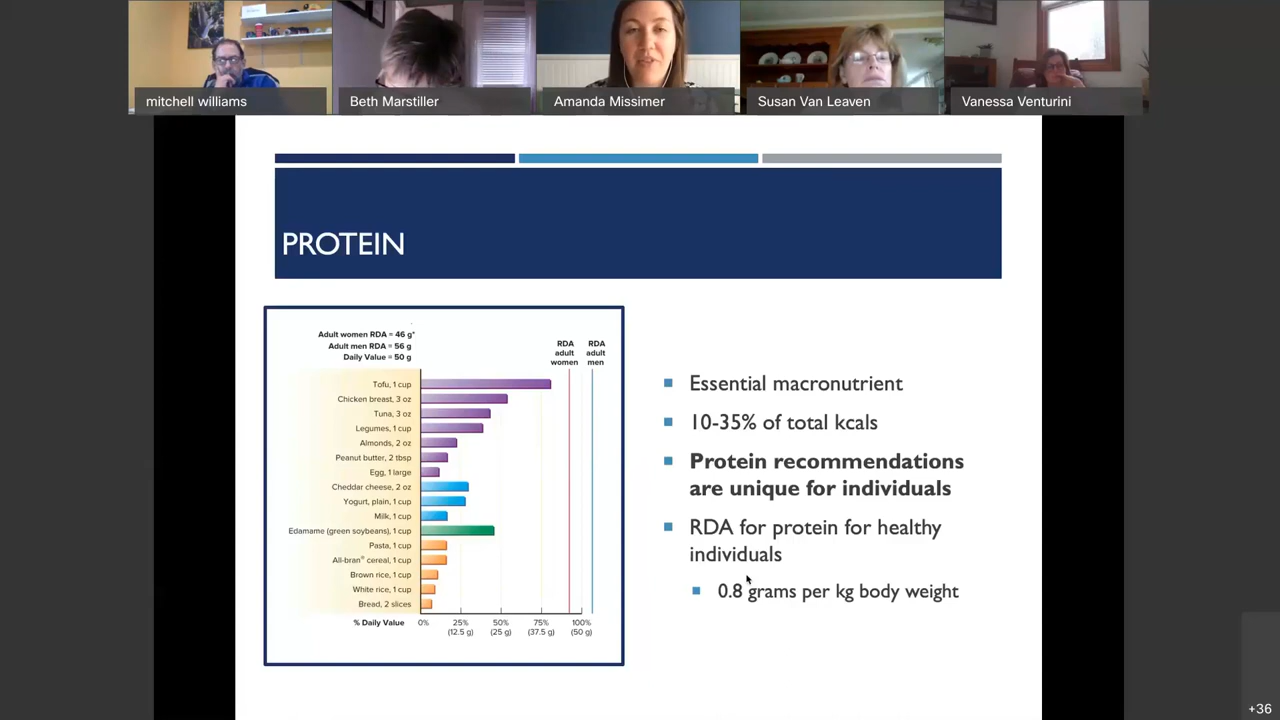 mitchell williams
Beth Marstiller
Amanda Missimer
Susan Van Leaven
Vanessa Venturini
PROTEIN
Adult women RDA = 46 g*
Adult men RDA = 56 g
Daily Value = 50 g
RDA
adult
women
RDA
adult
men
Tofu, 1 cup
Chicken breast, 3 oz
Tuna, 3 oz
Legumes, 1 cup
Almonds, 2 oz
Peanut butter, 2 tbsp
Egg, 1 large
Cheddar cheese, 2 oz
Yogurt, plain, 1 cup
Milk, 1 cup
Edamame (green soybeans), 1 cup
Pasta, 1 cup
All-bran® cereal, 1 cup
Brown rice, 1 cup
White rice, 1 cup
Bread, 2 slices
% Daily Value 0% 25% 50% 75% 100%
(12.5 g) (25 g) (37.5 g) (50 g)
Essential macronutrient
10-35% of total kcals
Protein recommendations
are unique for individuals
RDA for protein for healthy
individuals
0.8 grams per kg body weight
+36